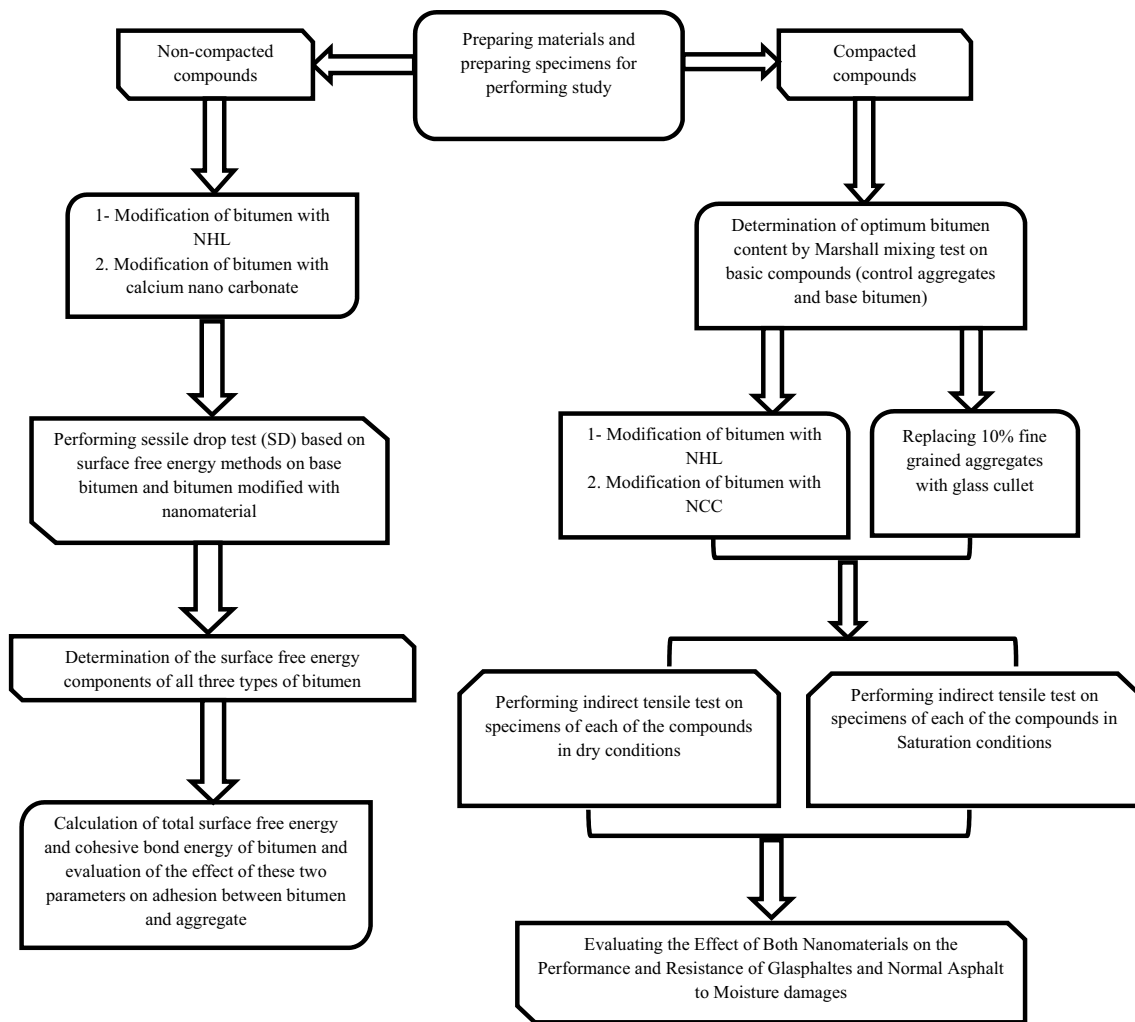 Preparing materials and
preparing specimens for
performing study
Non-compacted
compounds
Compacted
compounds
1- Modification of bitumen with
NHL
2. Modification of bitumen with
calcium nano carbonate
Performing sessile drop test (SD) based on
surface free energy methods on base
bitumen and bitumen modified with
nanomaterial
Determination of the surface free energy
components of all three types of bitumen
Calculation of total surface free energy
and cohesive bond energy of bitumen and
evaluation of the effect of these two
parameters on adhesion between bitumen
and aggregate
Determination of optimum bitumen
content by Marshall mixing test on
basic compounds (control aggregates
and base bitumen)
1- Modification of bitumen with
NHL
2. Modification of bitumen with
NCC
Replacing 10% fine
grained aggregates
with glass cullet
Performing indirect tensile test on
specimens of each of the compounds
in dry conditions
Performing indirect tensile test on
specimens of each of the compounds in
Saturation conditions
Evaluating the Effect of Both Nanomaterials on the
Performance and Resistance of Glasphaltes and Normal Asphalt
to Moisture damages